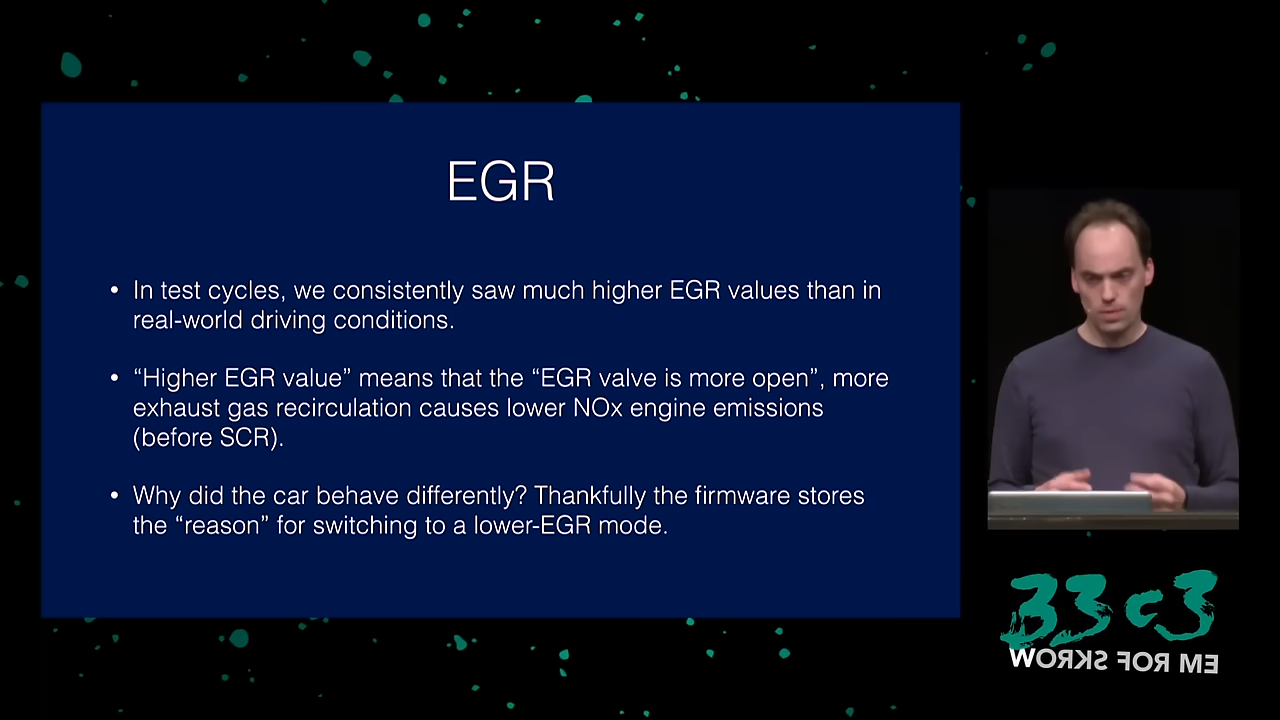 EGR
• In test cycles, we consistently saw much higher EGR values than in
real-world driving conditions.
• “Higher EGR value” means that the “EGR valve is more open”, more
exhaust gas recirculation causes lower NOx engine emissions
(before SCR).
• Why did the car behave differently? Thankfully the firmware stores
the “reason” for switching to a lower-EGR mode.
33c3
WORKS FOR ME